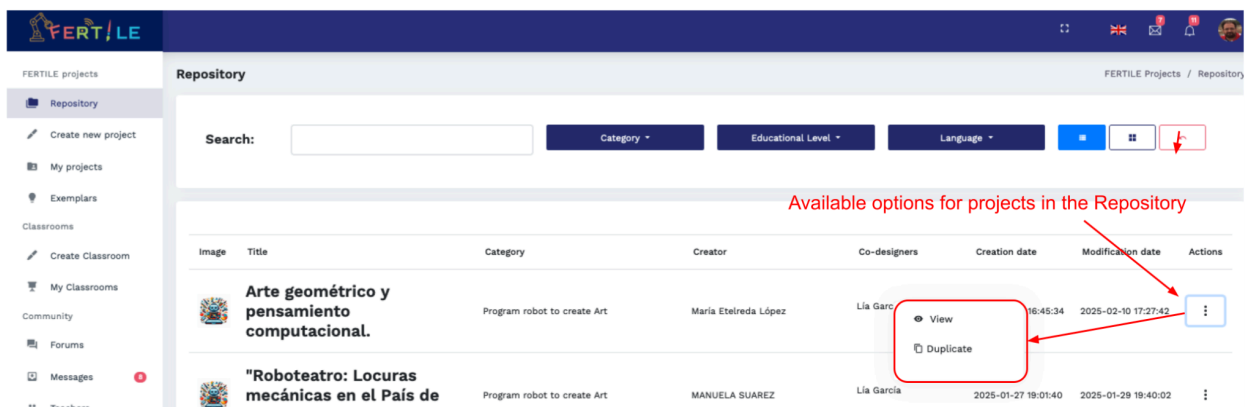 FERTILE
7
11
FERTILE projects
Repository
FERTILE Projects / Repository
Repository
Create new project
My projects
Exemplars
Search:
Category
Educational Level
Language
Available options for projects in the Repository
Classrooms
Create Classroom
My Classrooms
Community
Forums
Messages
8
Image Title Category Creator Co-designers Creation date Modification date Actions
Arte geométrico y
pensamiento
computacional.
Program robot to create Art
María Etelreda López
Lía Garc
16:45:34
2025-02-10 17:27:42
View
Duplicate
"Roboteatro: Locuras
mecánicas en el País de
Program robot to create Art
MANUELA SUAREZ
Lía García
2025-01-27 19:01:40
2025-01-29 19:40:02